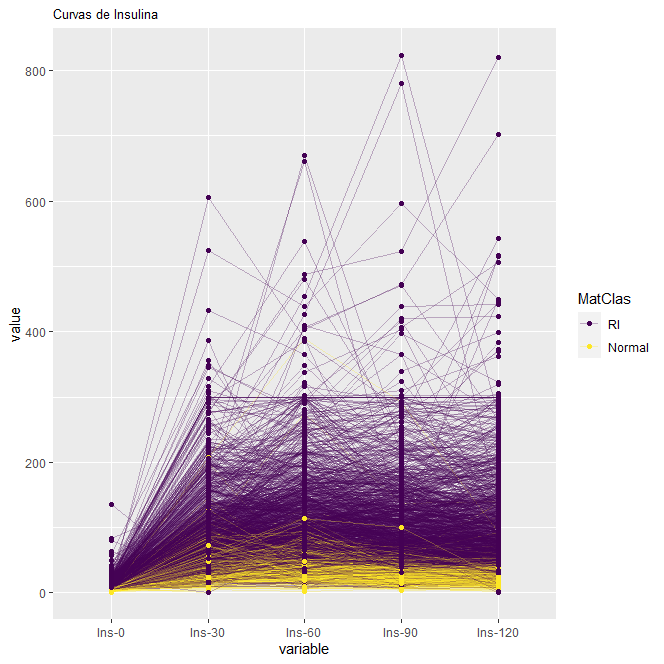 Curvas de Insulina
value
800
600
400
200
0
Ins-0 Ins-30 Ins-60 Ins-90 Ins-120
variable
MatClas
RI
Normal